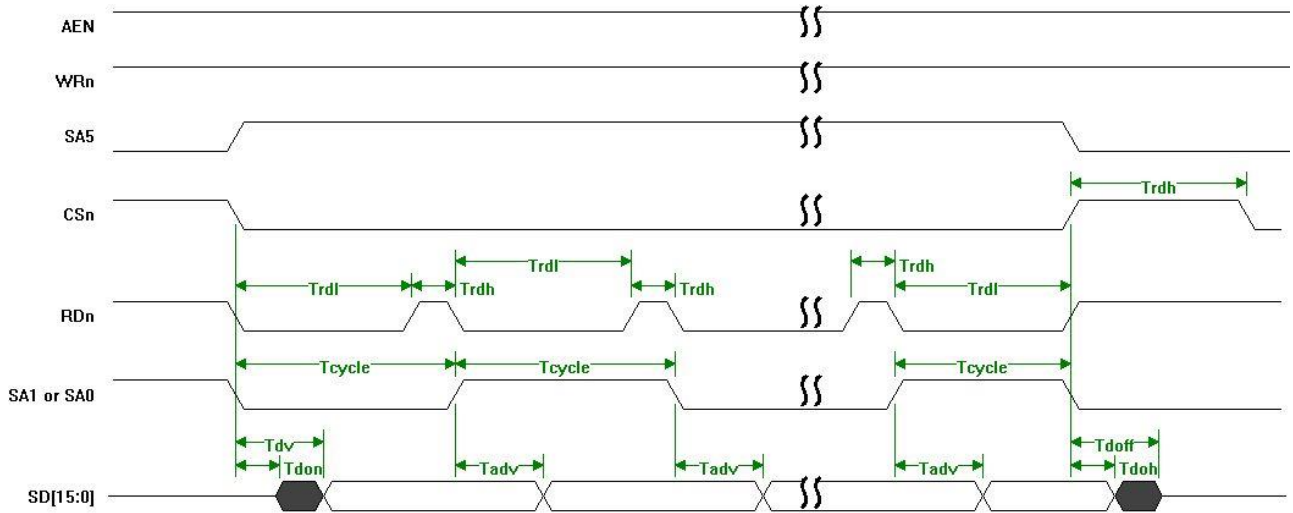 AEN
WRn
SA5
CSn
Trdh
RDn
Trdl
Trdh
Trdl
Trdh
Trdh
Trdl
SA1 or SA0
Tcycle
Tcycle
Tcycle
SD[15:0]
Tdv
Tdon
Tadv
Tadv
Tadv
Tdoff
Tdoh